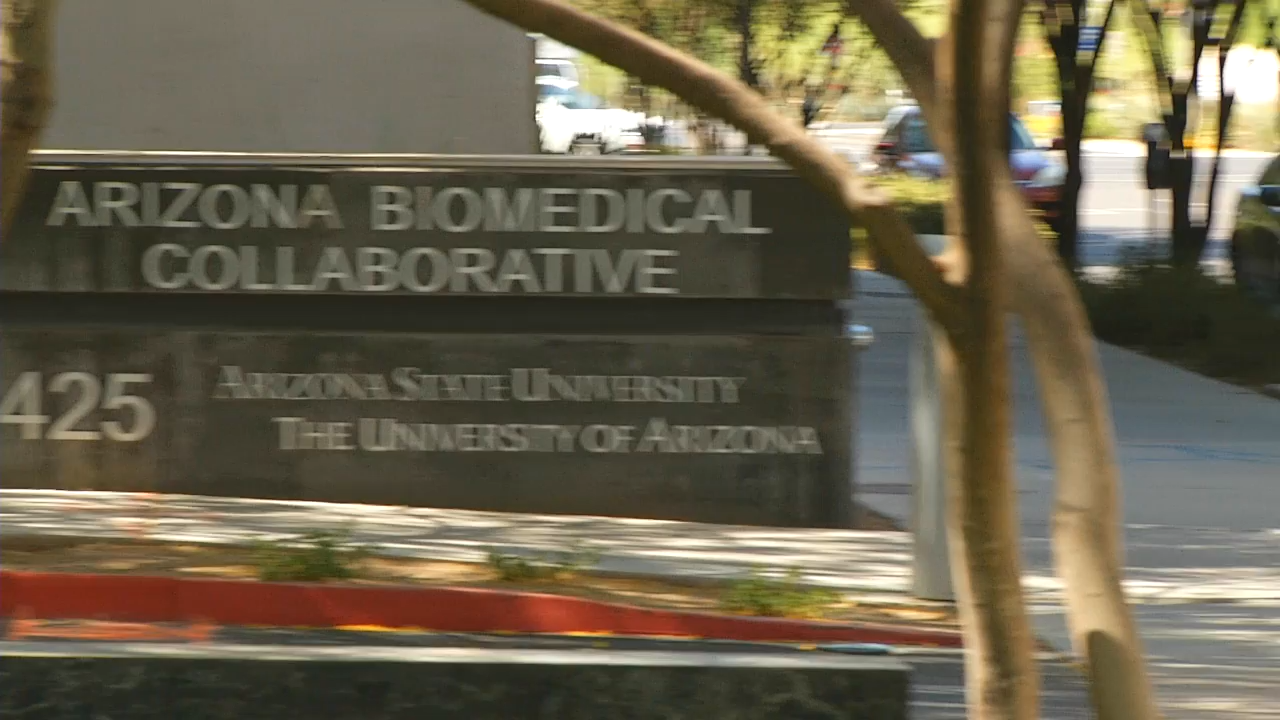 ARIZONA BIOMEDICAL
COLLABORATIVE
425
ARIZONA STATE UNIVERSITY
THE UNIVERSITY OF ARIZONA